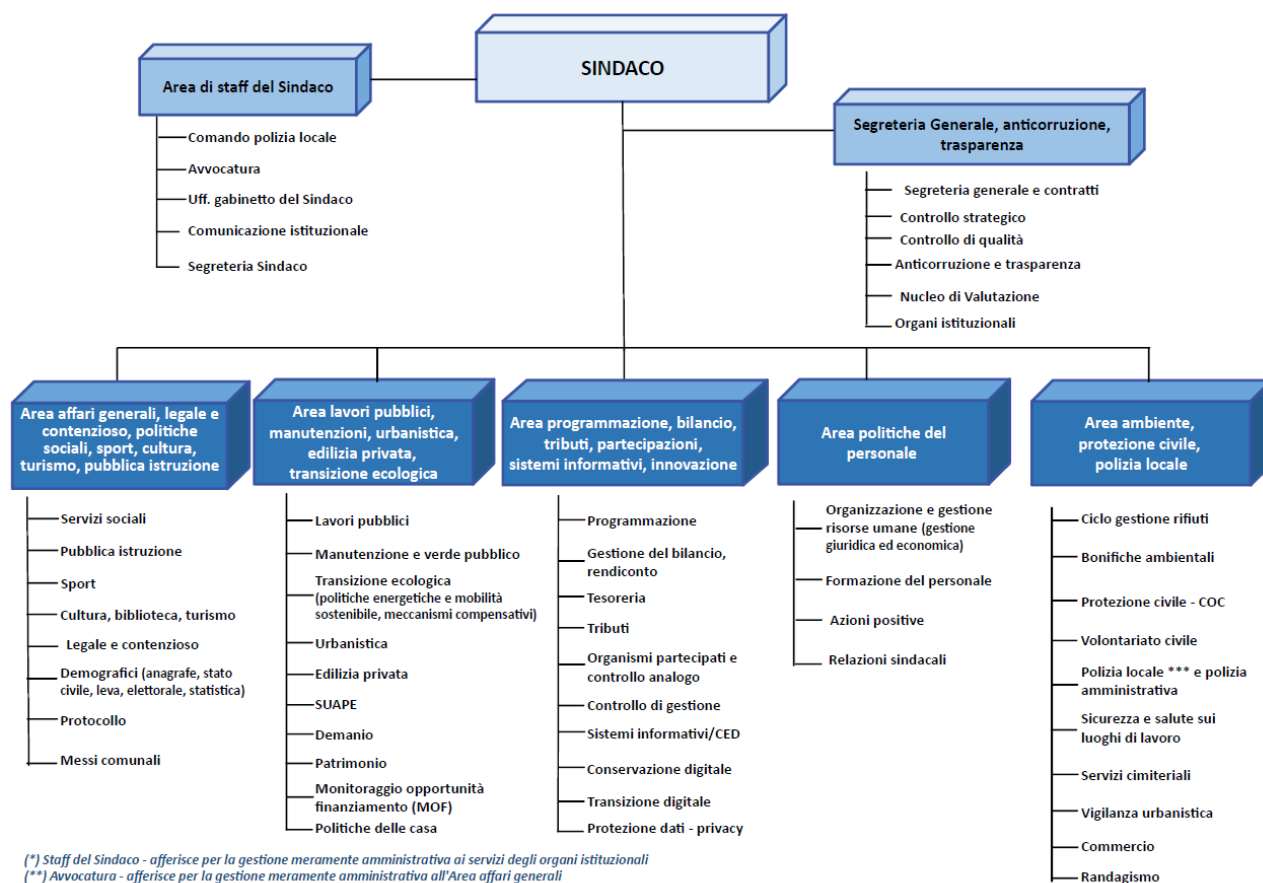 SINDACO
Area di staff del Sindaco
Comando polizia locale
Avvocatura
Uff. gabinetto del Sindaco
Comunicazione istituzionale
Segreteria Sindaco
Segreteria Generale, anticorruzione,
trasparenza
Segreteria generale e contratti
Controllo strategico
Controllo di qualità
Anticorruzione e trasparenza
Nucleo di Valutazione
Organi istituzionali
Area affari generali, legale e
contenzioso, politiche
sociali, sport, cultura,
turismo, pubblica istruzione
Servizi sociali
Pubblica istruzione
Sport
Cultura, biblioteca, turismo
Legale e contenzioso
Demografici (anagrafe, stato
civile, leva, elettorale, statistica)
Protocollo
Messi comunali
Area lavori pubblici,
manutenzioni, urbanistica,
edilizia privata,
transizione ecologica
Lavori pubblici
Manutenzione e verde pubblico
Transizione ecologica
(politiche energetiche e mobilità
sostenibile, meccanismi compensativi)
Urbanistica
Edilizia privata
SUAPE
Demanio
Patrimonio
Monitoraggio opportunità
finanziamento (MOF)
Politiche della casa
Area programmazione, bilancio,
tributi, partecipazioni,
sistemi informativi, innovazione
Programmazione
Gestione del bilancio,
rendiconto
Tesoreria
Tributi
Organismi partecipati e
controllo analogo
Controllo di gestione
Sistemi informativi/CED
Conservazione digitale
Transizione digitale
Protezione dati - privacy
Area politiche del
personale
Organizzazione e gestione
risorse umane (gestione
giuridica ed economica)
Formazione del personale
Azioni positive
Relazioni sindacali
Area ambiente,
protezione civile,
polizia locale
Ciclo gestione rifiuti
Bonifiche ambientali
Protezione civile - COC
Volontariato civile
Polizia locale *** e polizia
amministrativa
Sicurezza e salute sui
luoghi di lavoro
Servizi cimiteriali
Vigilanza urbanistica
Commercio
Randagismo
(*) Staff del Sindaco - afferisce per la gestione meramente amministrativa ai servizi degli organi istituzionali
(**) Avvocatura - afferisce per la gestione meramente amministrativa all'Area affari generali